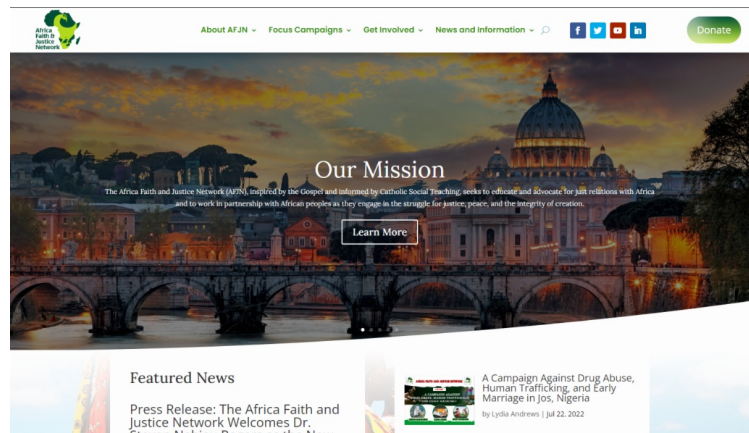 Africa
Faith &
Justice
Network
About AFJN
Focus Campaigns
Get Involved
News and Information
Donate
Our Mission
The Africa Faith and Justice Network (AFJN), inspired by the Gospel and informed by Catholic Social Teaching, seeks to educate and advocate for just relations with Africa
and to work in partnership with African peoples as they engage in the struggle for justice, peace, and the integrity of creation.
Learn More
Featured News
Press Release: The Africa Faith and
Justice Network Welcomes Dr.
A Campaign Against Drug Abuse,
Human Trafficking, and Early
Marriage in Jos, Nigeria
by Lydia Andrews | Jul 22, 2022